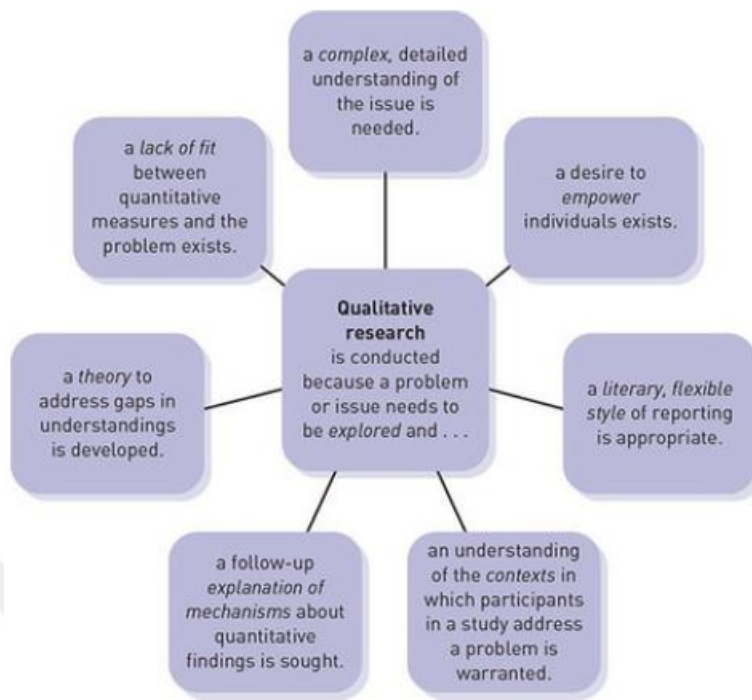 a complex, detailed
understanding of
the issue is
needed.
a desire to
empower
individuals exists.
a literary, flexible
style of reporting
is appropriate.
an understanding
of the contexts in
which participants
in a study address
a problem is
warranted.
a follow-up
explanation of
mechanisms about
quantitative
findings is sought.
a theory to
address gaps in
understandings
is developed.
a lack of fit
between
quantitative
measures and the
problem exists.
Qualitative
research
is conducted
because a problem
or issue needs to
be explored and . . .